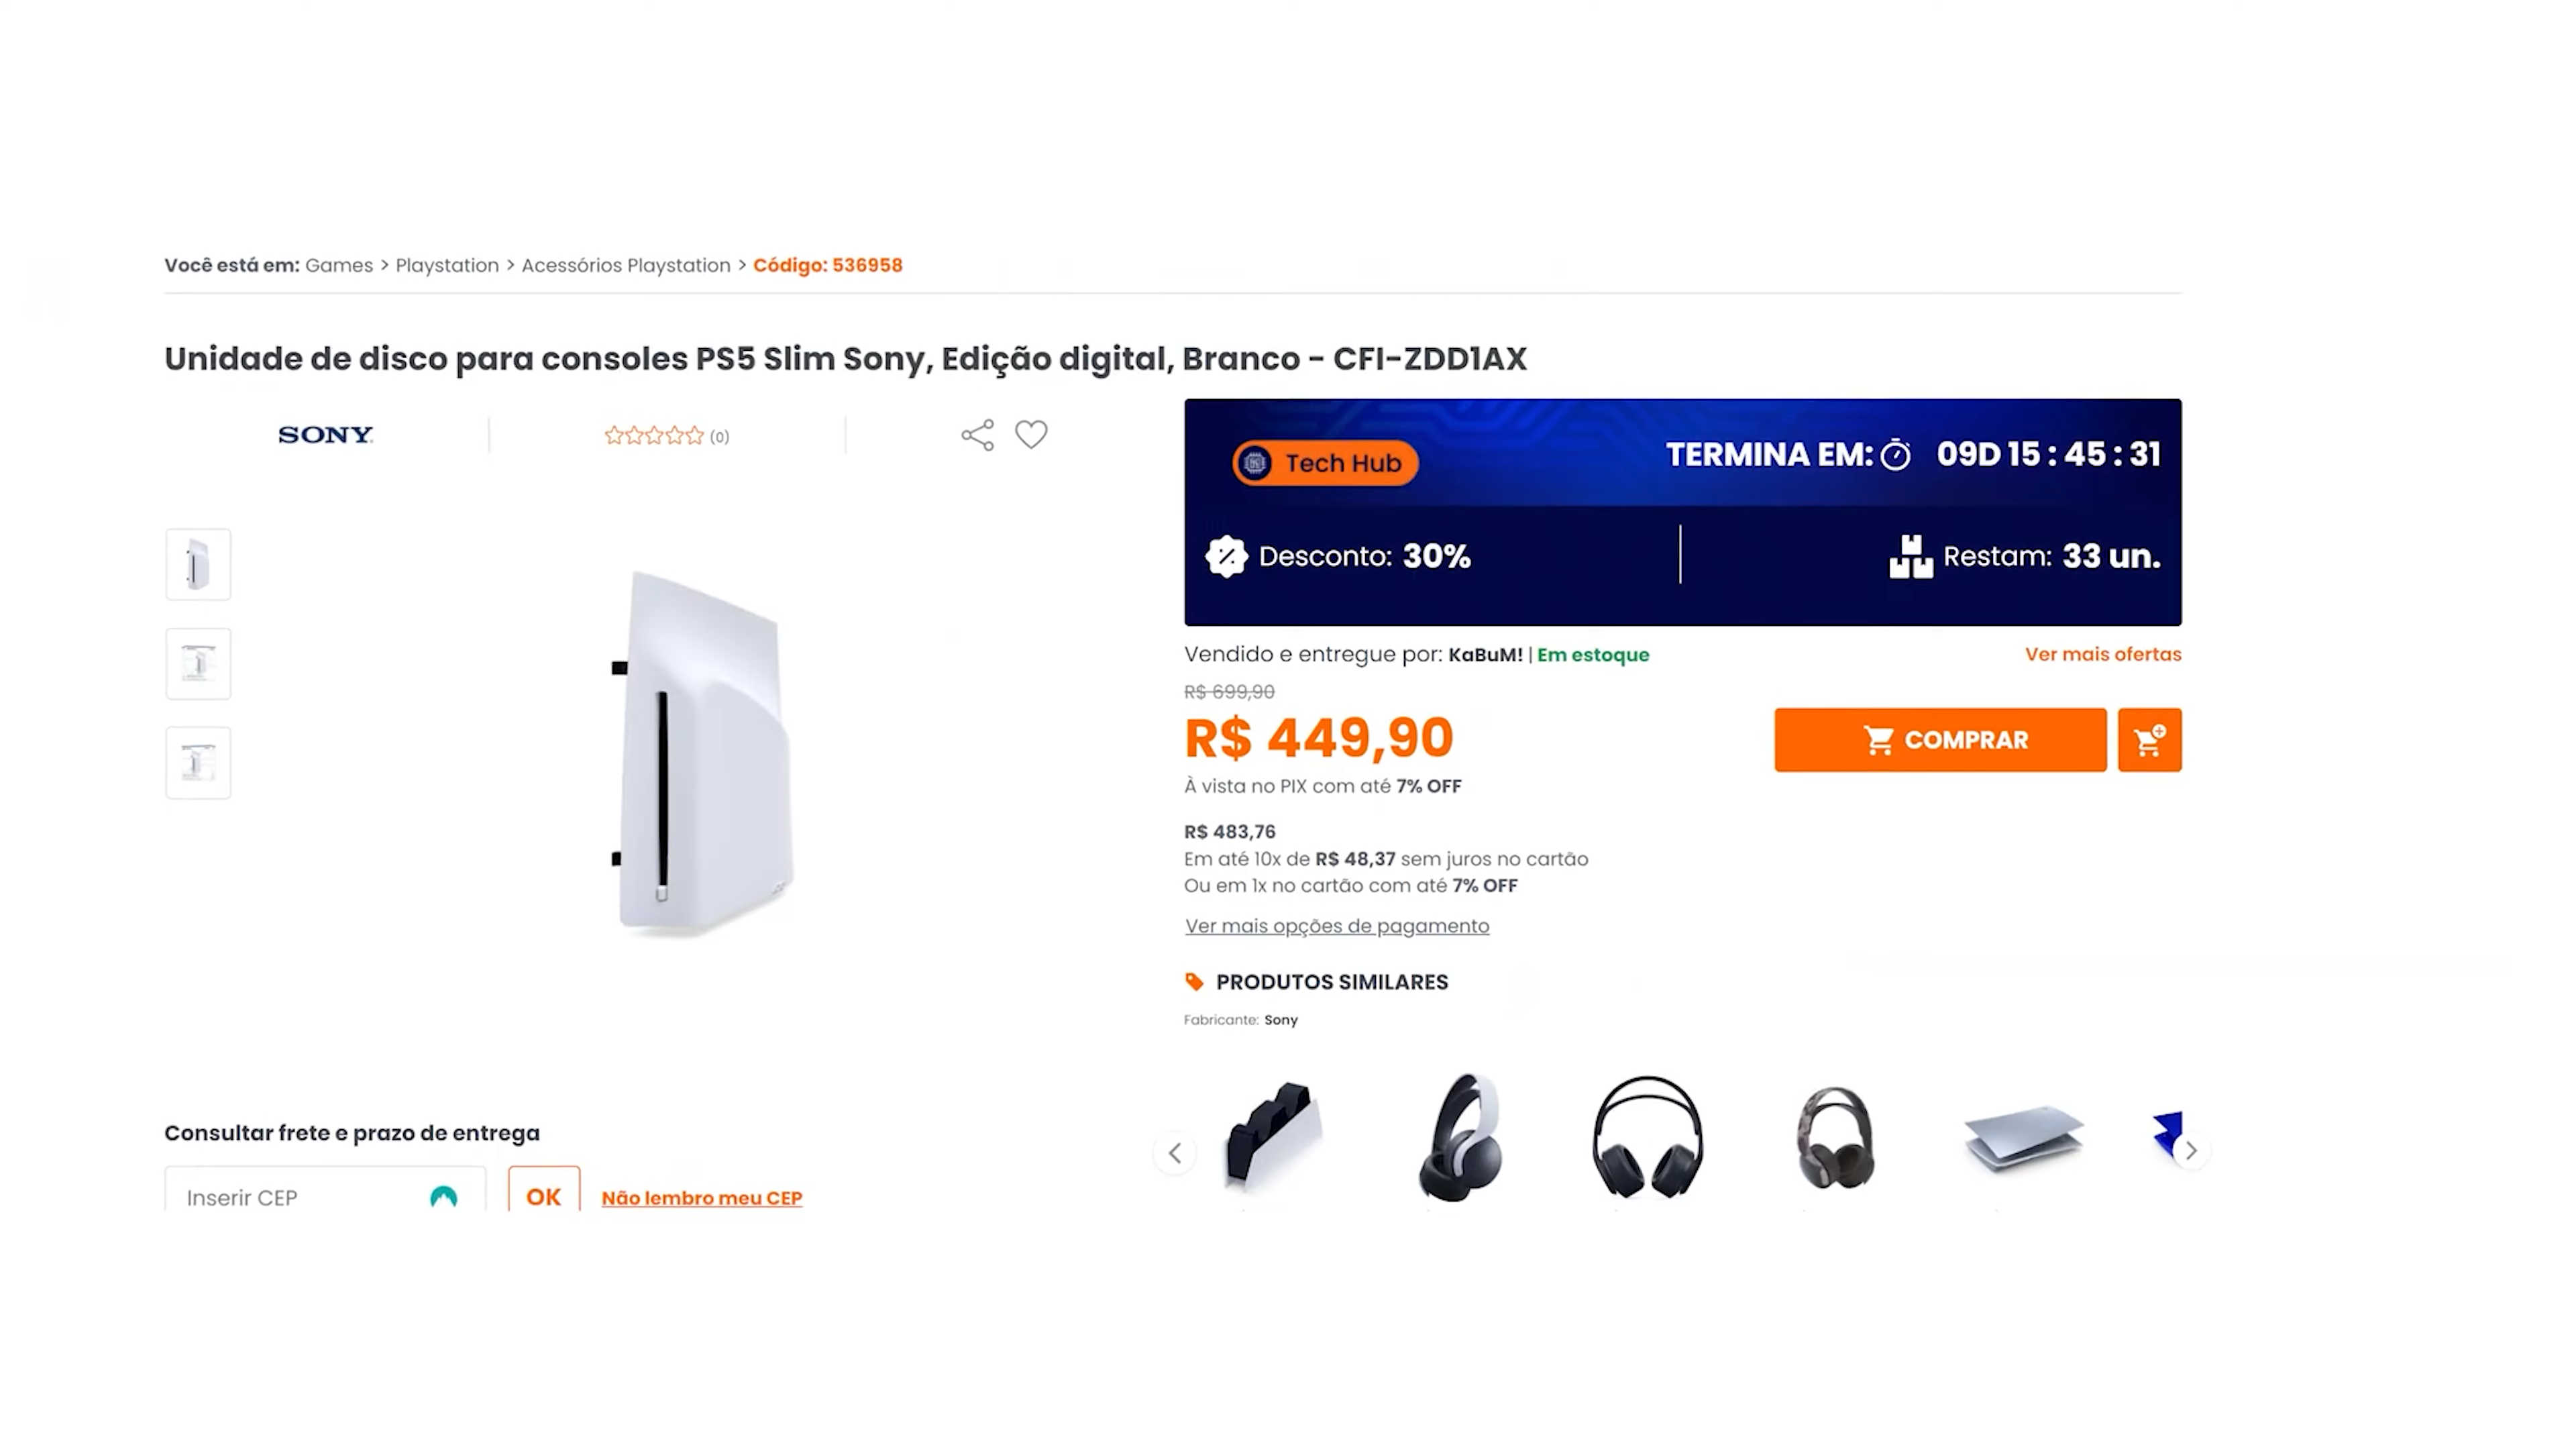 Você está em: Games > Playstation > Acessórios Playstation > Código: 536958
Unidade de disco para consoles PS5 Slim Sony, Edição digital, Branco - CFI-ZDD1AX
SONY
(0)
Tech Hub
TERMINA EM: 09D 15 : 45 : 31
Desconto: 30%
Restam: 33 un.
Vendido e entregue por: KaBuM! | Em estoque
Ver mais ofertas
R$ 699,90
R$ 449,90
COMPRAR
À vista no PIX com até 7% OFF
R$ 483,76
Em até 10x de R$ 48,37 sem juros no cartão
Ou em 1x no cartão com até 7% OFF
Ver mais opções de pagamento
PRODUTOS SIMILARES
Fabricante: Sony
Consultar frete e prazo de entrega
Inserir CEP
OK
Não lembro meu CEP